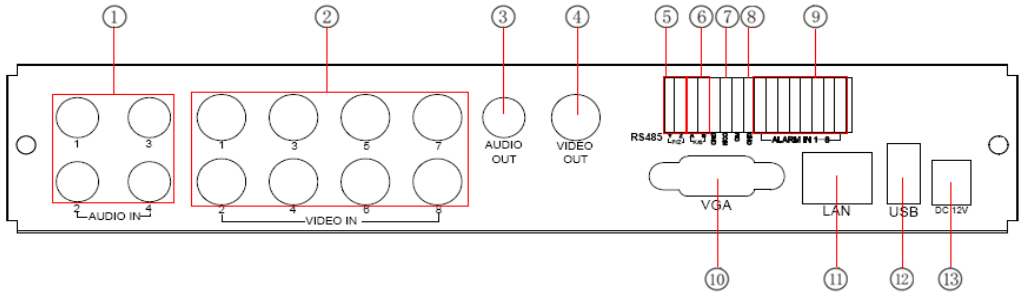 ① ② ③ ④ ⑤ ⑥ ⑦ ⑧ ⑨
1 3
2 4
AUDIO IN
1 3 5 7
2 4 6 8
VIDEO IN
AUDIO
OUT
VIDEO
OUT
RS485
ALARM IN 1 - 8
VGA
LAN
USB
DC 12V
⑩ ⑪ ⑫ ⑬